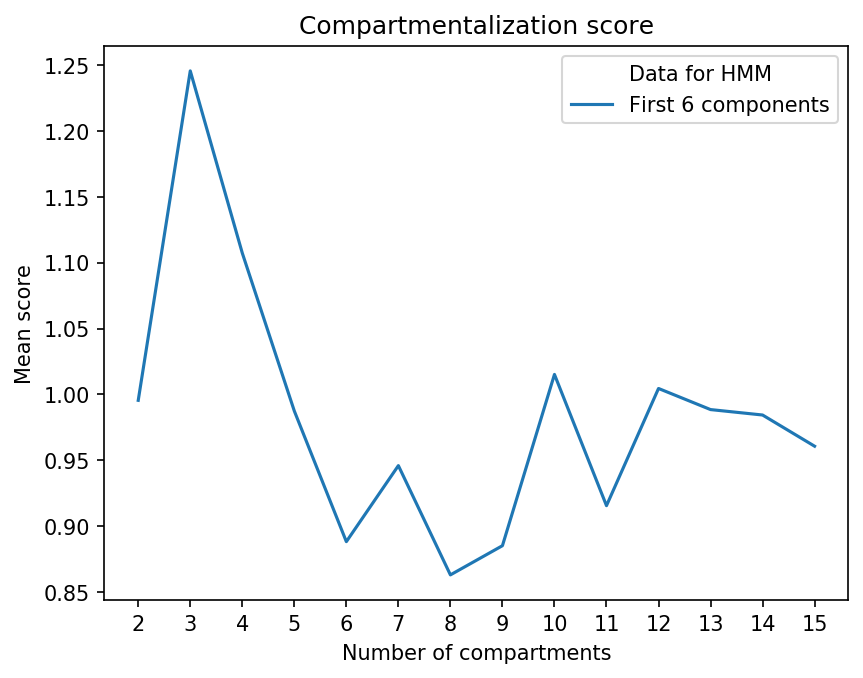 Compartmentalization score
Data for HMM
First 6 components
Mean score
1.25
1.20
1.15
1.10
1.05
1.00
0.95
0.90
0.85
2 3 4 5 6 7 8 9 10 11 12 13 14 15
Number of compartments